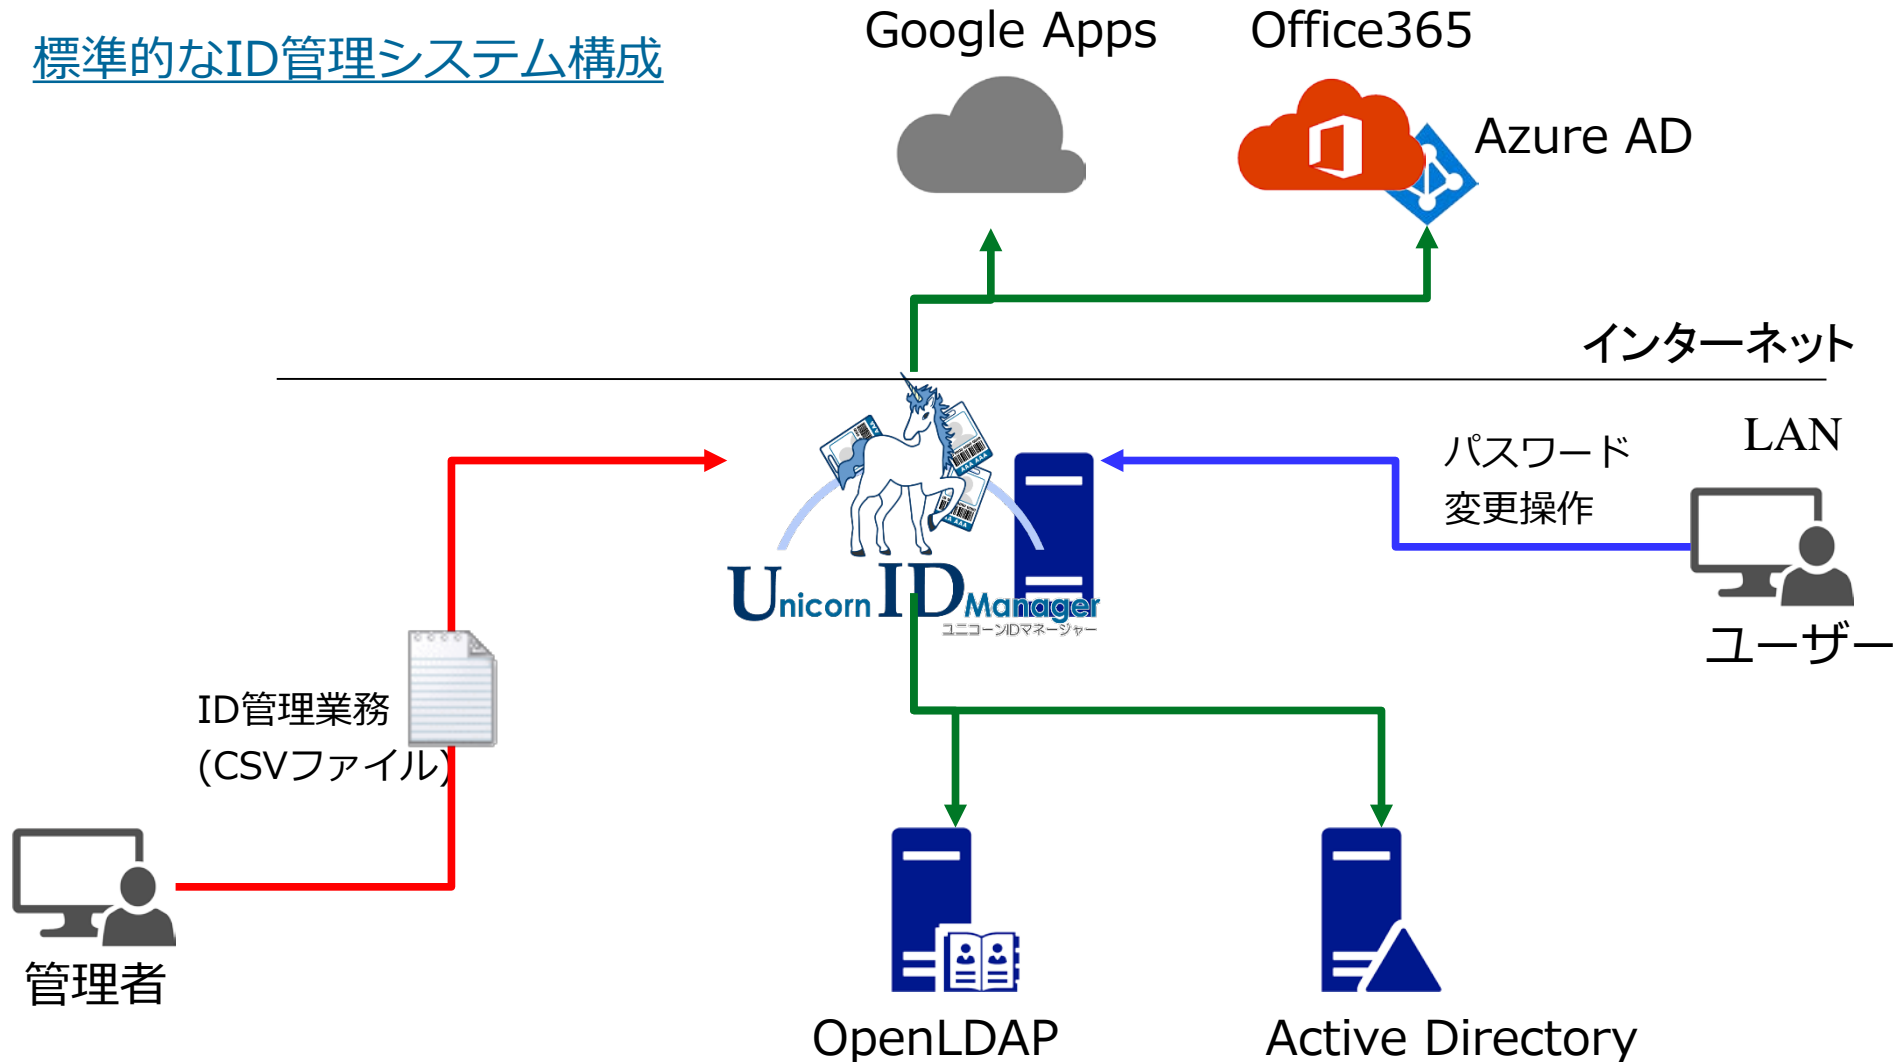 標準的なID管理システム構成
Google Apps
Office365
Azure AD
インターネット
LAN
パスワード
変更操作
ユーザー
Unicorn ID Manager
ユニコーンIDマネージャー
ID管理業務
(CSVファイル)
管理者
OpenLDAP
Active Directory